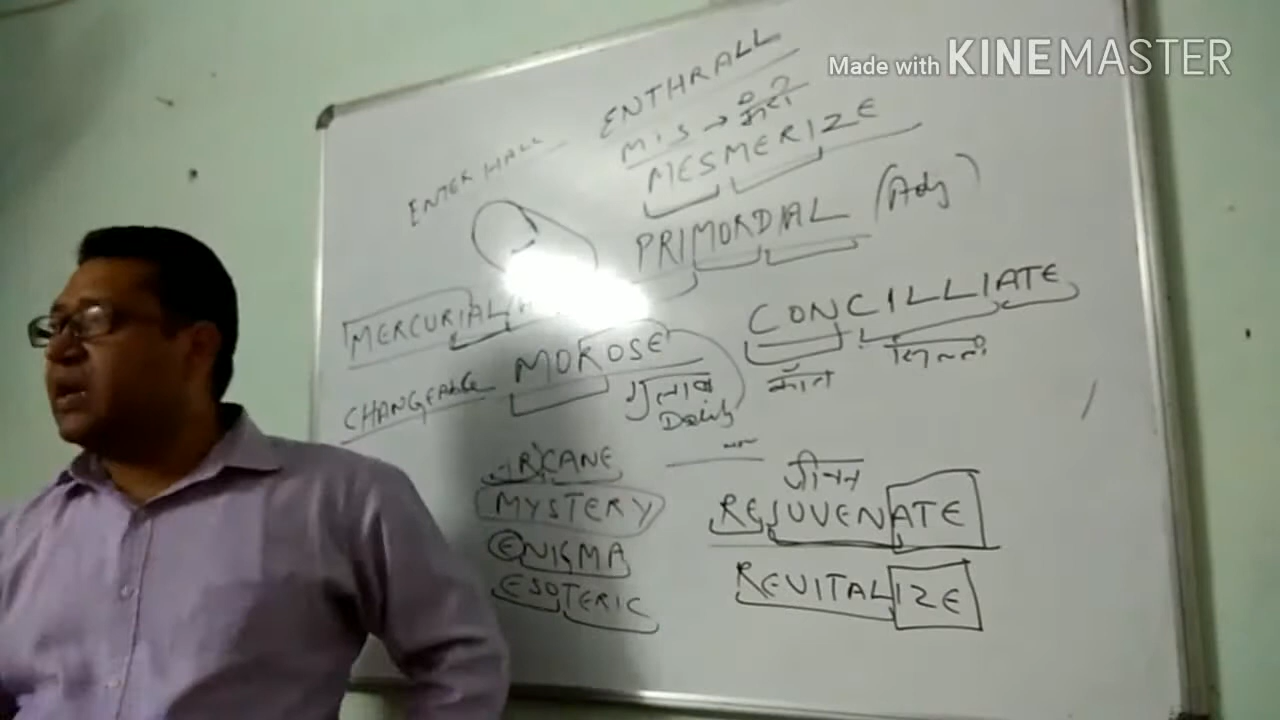 Made with KINEMASTER
ENTHRALL
ENTER HALL
MIS →
MESMERIZE
PRIMORDIAL (Adj)
MERCURIAL
CONCILLIATE
MOROSE
CHANGEABLE
गुलाब
Daily
ARCANE
MYSTERY
ENIGMA
ESOTERIC
जीवन
REJUVENATE
REVITALIZE